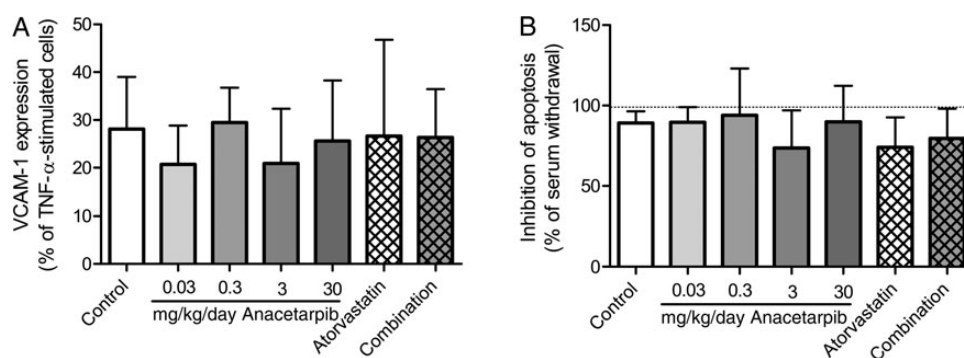 A
VCAM-1 expression
(% of TNF-α-stimulated cells)
50
40
30
20
10
0
Control
0.03
0.3
3
30
mg/kg/day Anacetarpib
Atorvastatin
Combination
B
Inhibition of apoptosis
(% of serum withdrawal)
150
100
50
0
Control
0.03
0.3
3
30
mg/kg/day Anacetarpib
Atorvastatin
Combination